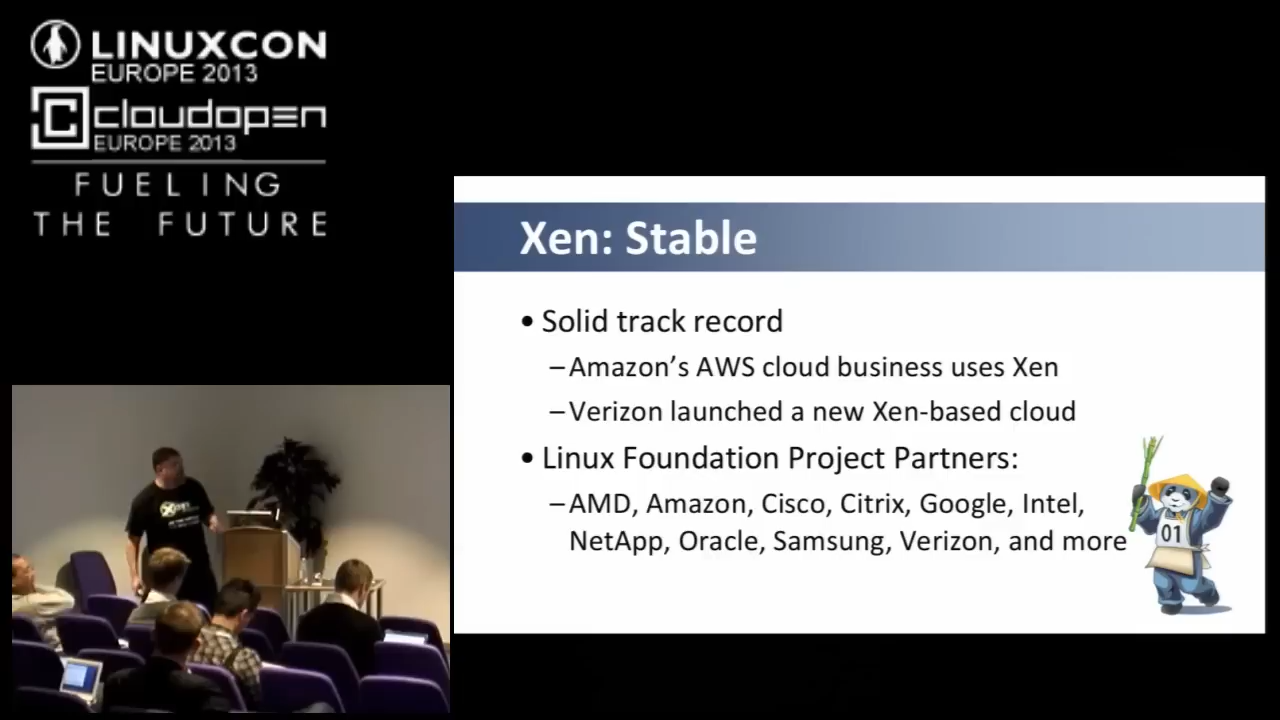 LINUXCON
EUROPE 2013
cloudopen
EUROPE 2013
FUELING
THE FUTURE
Xen: Stable
• Solid track record
–Amazon's AWS cloud business uses Xen
–Verizon launched a new Xen-based cloud
• Linux Foundation Project Partners:
–AMD, Amazon, Cisco, Citrix, Google, Intel,
NetApp, Oracle, Samsung, Verizon, and more
01